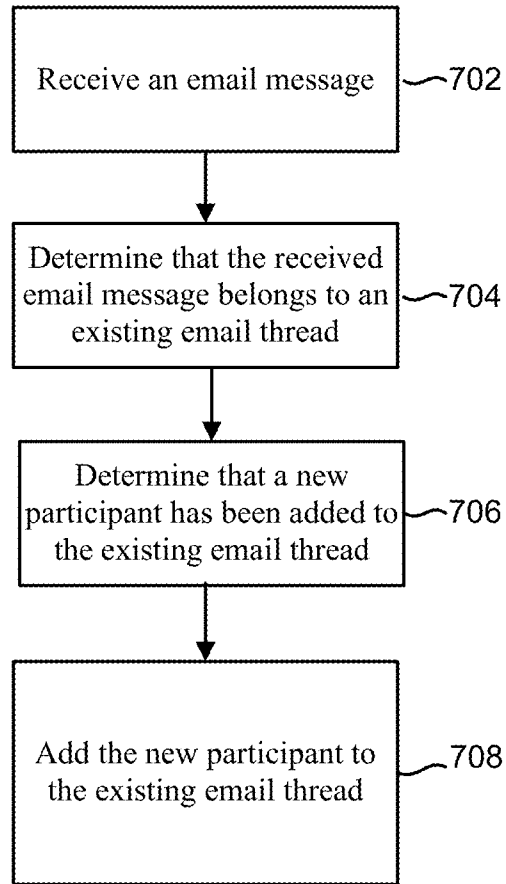 Receive an email message
702
Determine that the received
email message belongs to an
existing email thread
704
Determine that a new
participant has been added to
the existing email thread
706
Add the new participant to
the existing email thread
708